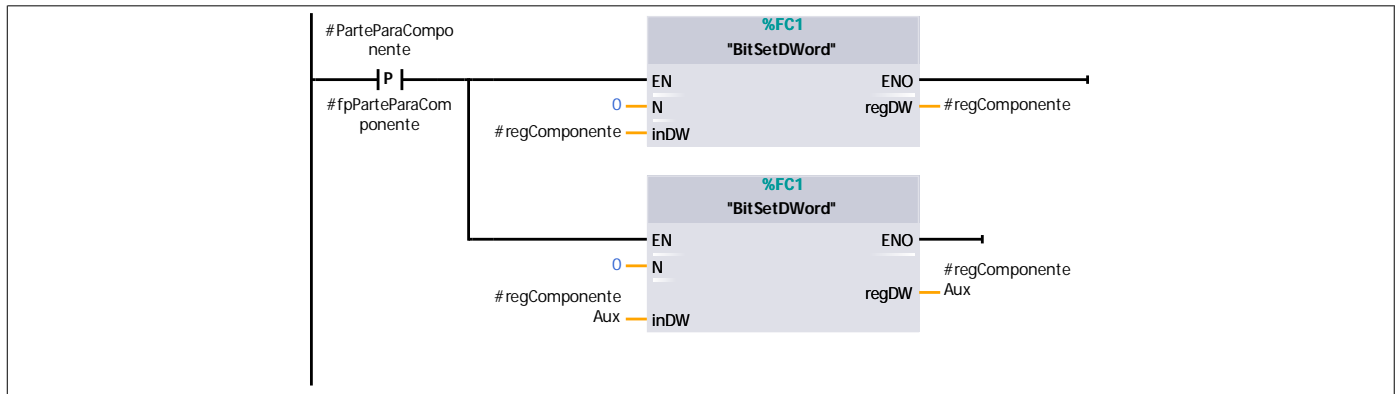 #ParteParaCompo
nente
P
#fpParteParaCom
ponente
%FC1
"BitSetDWord"
EN
ENO
0
N
regDW
#regComponente
#regComponente
inDW
%FC1
"BitSetDWord"
EN
ENO
0
N
#regComponente
Aux
regDW
#regComponente
Aux
inDW